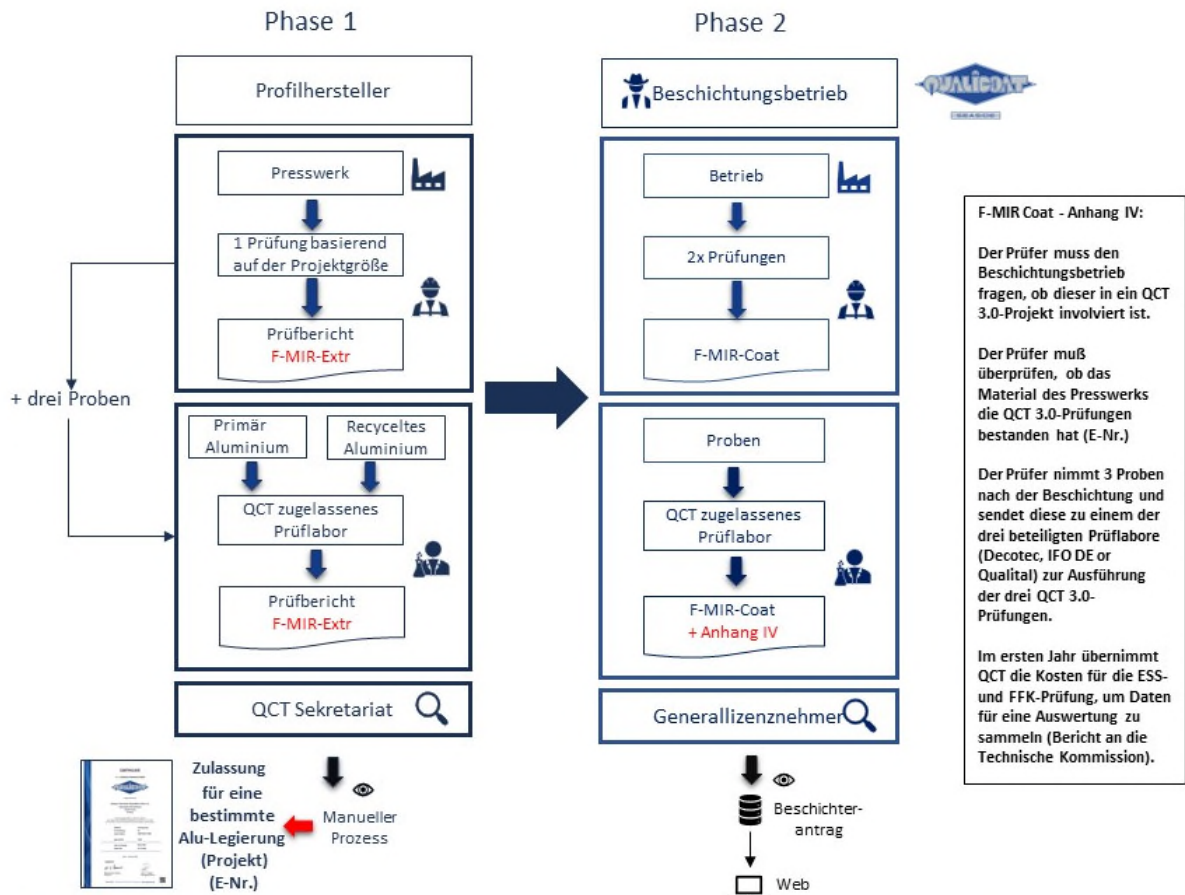 Phase 1
Profilhersteller
Presswerk
1 Prüfung basierend
auf der Projektgröße
Prüfbericht
F-MIR-Extr
+ drei Proben
Primär
Aluminium
Recyceltes
Aluminium
QCT zugelassenes
Prüflabor
Prüfbericht
F-MIR-Extr
QCT Sekretariat
Manueller
Prozess
Zulassung
für eine
bestimmte
Alu-Legierung
(Projekt)
(E-Nr.)
Phase 2
Beschichtungsbetrieb
QUALICOAT
SEASIDE
Betrieb
2x Prüfungen
F-MIR-Coat
Proben
QCT zugelassenes
Prüflabor
F-MIR-Coat
+ Anhang IV
Generallizenznehmer
Beschichter-
antrag
Web
F-MIR Coat - Anhang IV:
Der Prüfer muss den
Beschichtungsbetrieb
fragen, ob dieser in ein QCT
3.0-Projekt involviert ist.
Der Prüfer muß
überprüfen, ob das
Material des Presswerks
die QCT 3.0-Prüfungen
bestanden hat (E-Nr.)
Der Prüfer nimmt 3 Proben
nach der Beschichtung und
sendet diese zu einem der
drei beteiligten Prüflabore
(Decotec, IFO DE or
Qualital) zur Ausführung
der drei QCT 3.0-
Prüfungen.
Im ersten Jahr übernimmt
QCT die Kosten für die ESS-
und FFK-Prüfung, um Daten
für eine Auswertung zu
sammeln (Bericht an die
Technische Kommission).